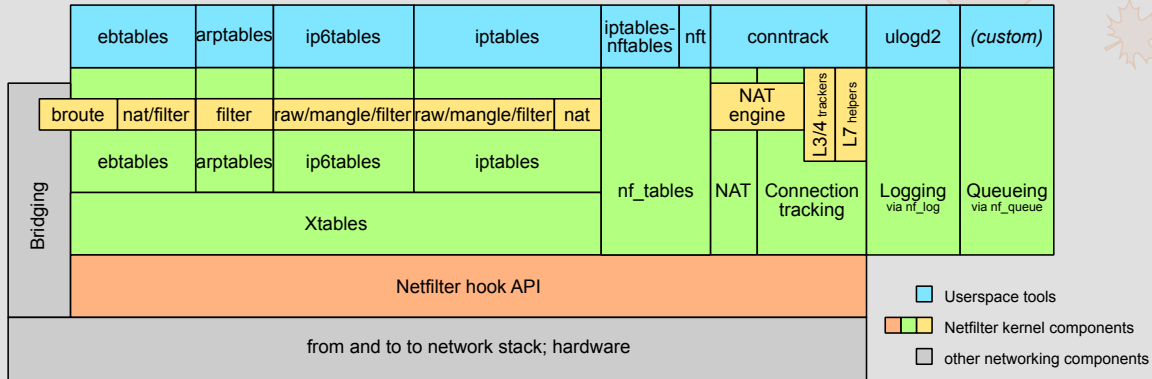 ebtables
arptables
ip6tables
iptables
iptables-
nftables
nft
conntrack
ulogd2
(custom)
Bridging
broute
nat/filter
filter
raw/mangle/filter
raw/mangle/filter
nat
NAT
engine
L3/4 trackers
L7 helpers
ebtables
arptables
ip6tables
iptables
nf_tables
NAT
Connection
tracking
Logging
via nf_log
Queueing
via nf_queue
Xtables
Netfilter hook API
Userspace tools
Netfilter kernel components
from and to to network stack; hardware
other networking components